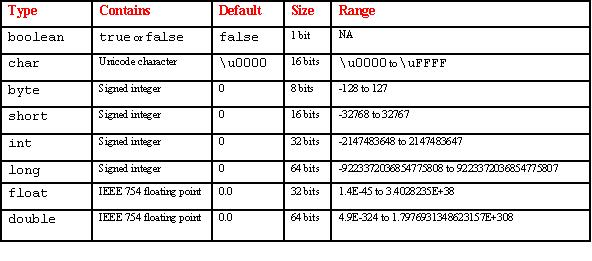 Type Contains Default Size Range
boolean true or false false 1 bit NA
char Unicode character \u0000 16 bits \u0000 to \uFFFF
byte Signed integer 0 8 bits -128 to 127
short Signed integer 0 16 bits -32768 to 32767
int Signed integer 0 32 bits -2147483648 to 2147483647
long Signed integer 0 64 bits -9223372036854775808 to 9223372036854775807
float IEEE 754 floating point 0.0 32 bits 1.4E-45 to 3.4028235E+38
double IEEE 754 floating point 0.0 64 bits 4.9E-324 to 1.7976931348623157E+308